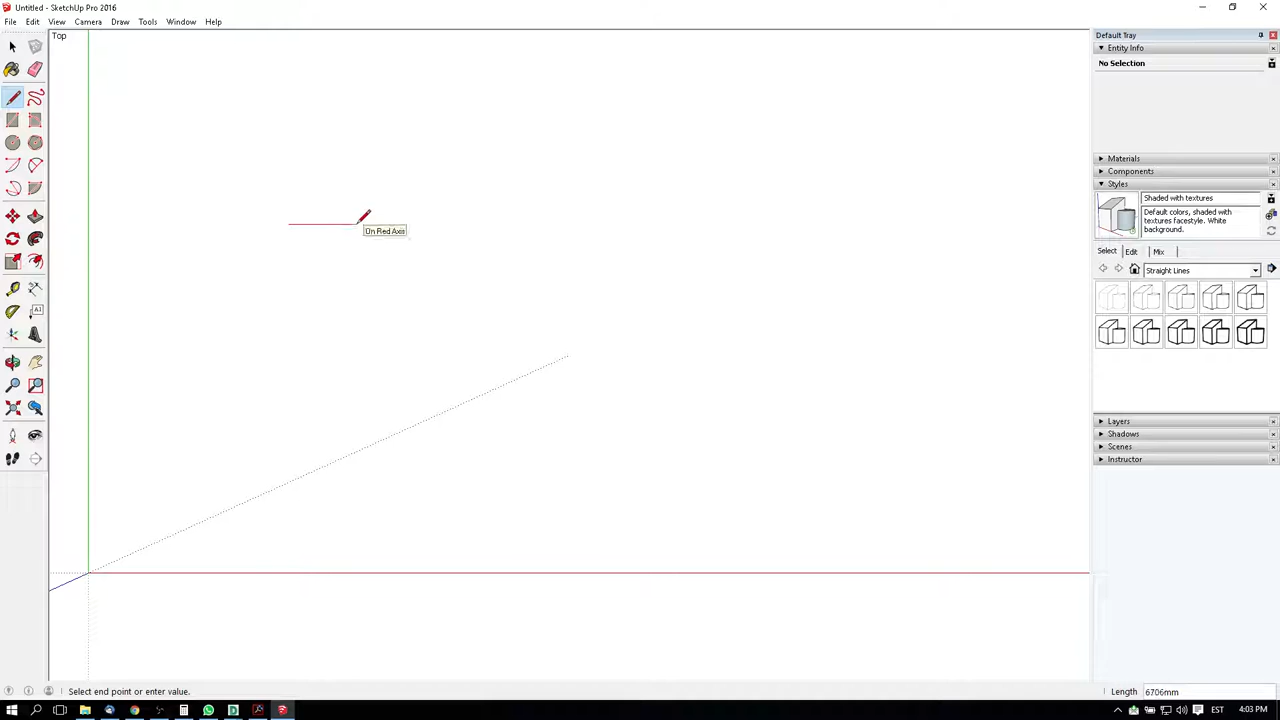 Untitled - SketchUp Pro 2016
File Edit View Camera Draw Tools Window Help
Top
Default Tray
Entity Info
No Selection
Materials
Components
Styles
Shaded with textures
Default colors, shaded with
textures facestyle. White
background.
Select Edit Mix
Straight Lines
Layers
Shadows
Scenes
Instructor
On Red Axis
A1
Select end point or enter value.
Length 6706mm
EST 4:03 PM